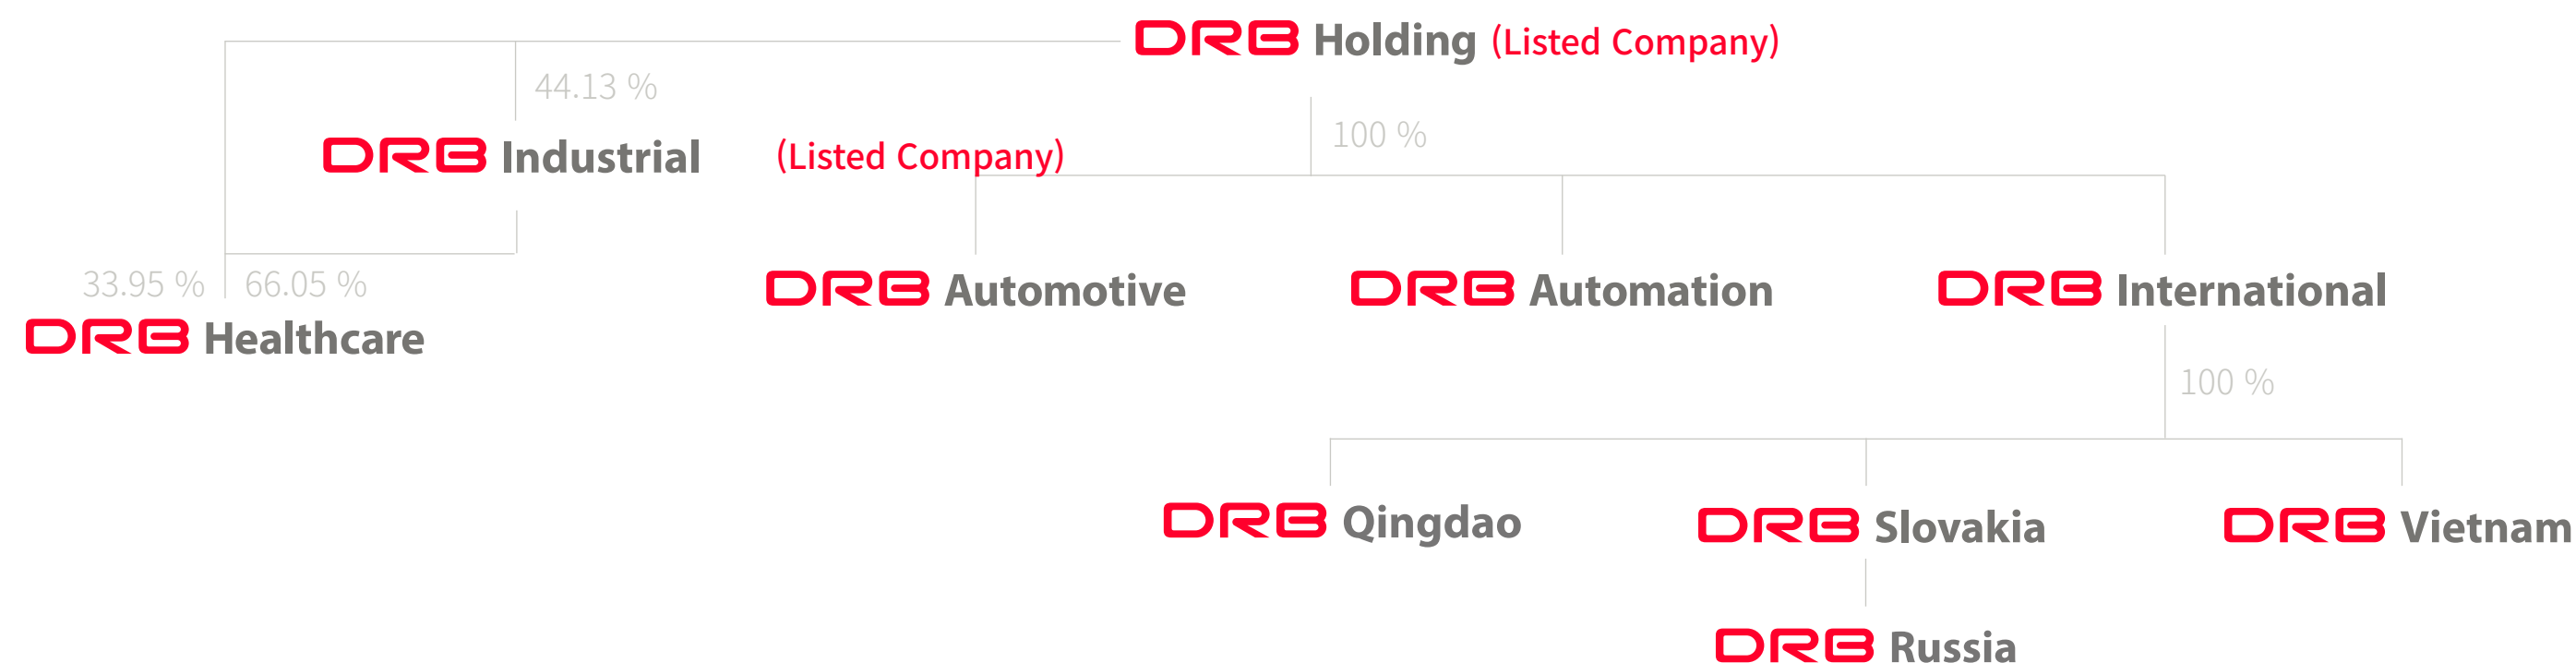 DRB Holding (Listed Company)
44.13 %
100 %
DRB Industrial (Listed Company)
33.95 % 66.05 %
DRB Healthcare
DRB Automotive
DRB Automation
DRB International
100 %
DRB Qingdao
DRB Slovakia
DRB Vietnam
DRB Russia